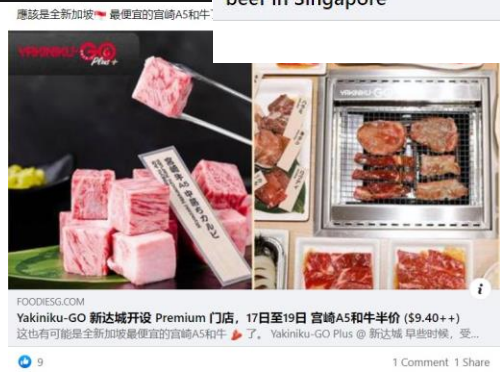 beef in Singapore
應該是全新加坡 最便宜的宫崎A5和牛
YAKINIKU-GO
Plus+
YAKINIKU-GO
FOODIESG.COM
Yakiniku-GO 新达城开设 Premium 门店，17日至19日 宫崎A5和牛半价 ($9.40++)
这也有可能是全新加坡最便宜的宫崎A5和牛 了。 Yakiniku-GO Plus @ 新达城 早些时候，受...
9
1 Comment 1 Share